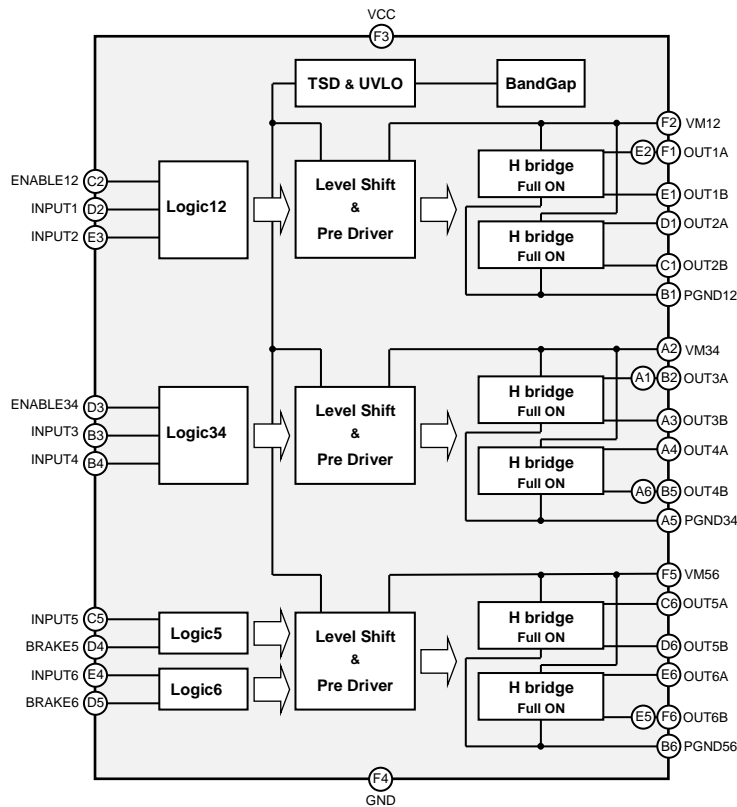 VCC
F3
TSD & UVLO
BandGap
F2 VM12
E2 F1 OUT1A
H bridge
Full ON
ENABLE12 C2
INPUT1 D2
INPUT2 E3
Logic12
Level Shift
&
Pre Driver
E1 OUT1B
D1 OUT2A
H bridge
Full ON
C1 OUT2B
B1 PGND12
A2 VM34
A1 B2 OUT3A
H bridge
Full ON
ENABLE34 D3
INPUT3 B3
INPUT4 B4
Logic34
Level Shift
&
Pre Driver
A3 OUT3B
A4 OUT4A
H bridge
Full ON
A6 B5 OUT4B
A5 PGND34
F5 VM56
C6 OUT5A
H bridge
Full ON
INPUT5 C5
BRAKE5 D4
Logic5
INPUT6 E4
BRAKE6 D5
Logic6
Level Shift
&
Pre Driver
D6 OUT5B
E6 OUT6A
H bridge
Full ON
E5 F6 OUT6B
B6 PGND56
F4
GND